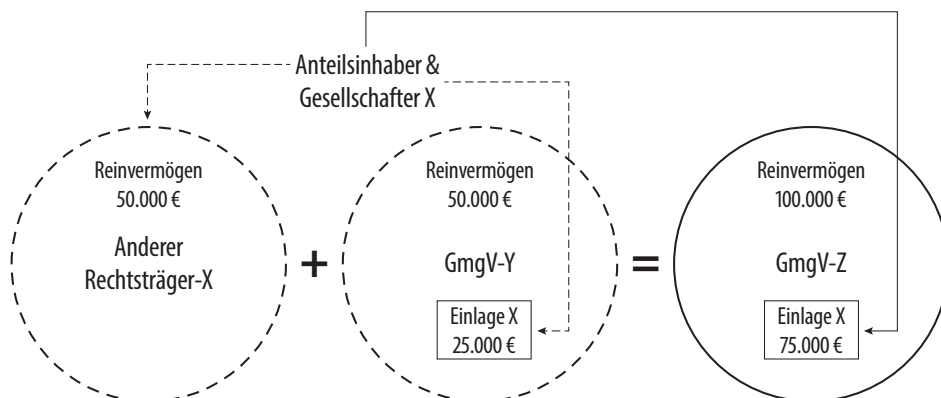 Anteilsinhaber &
Gesellschafter X
Reinvermögen
50.000 €
Anderer
Rechtsträger-X
+
Reinvermögen
50.000 €
GmgV-Y
Einlage X
25.000 €
=
Reinvermögen
100.000 €
GmgV-Z
Einlage X
75.000 €